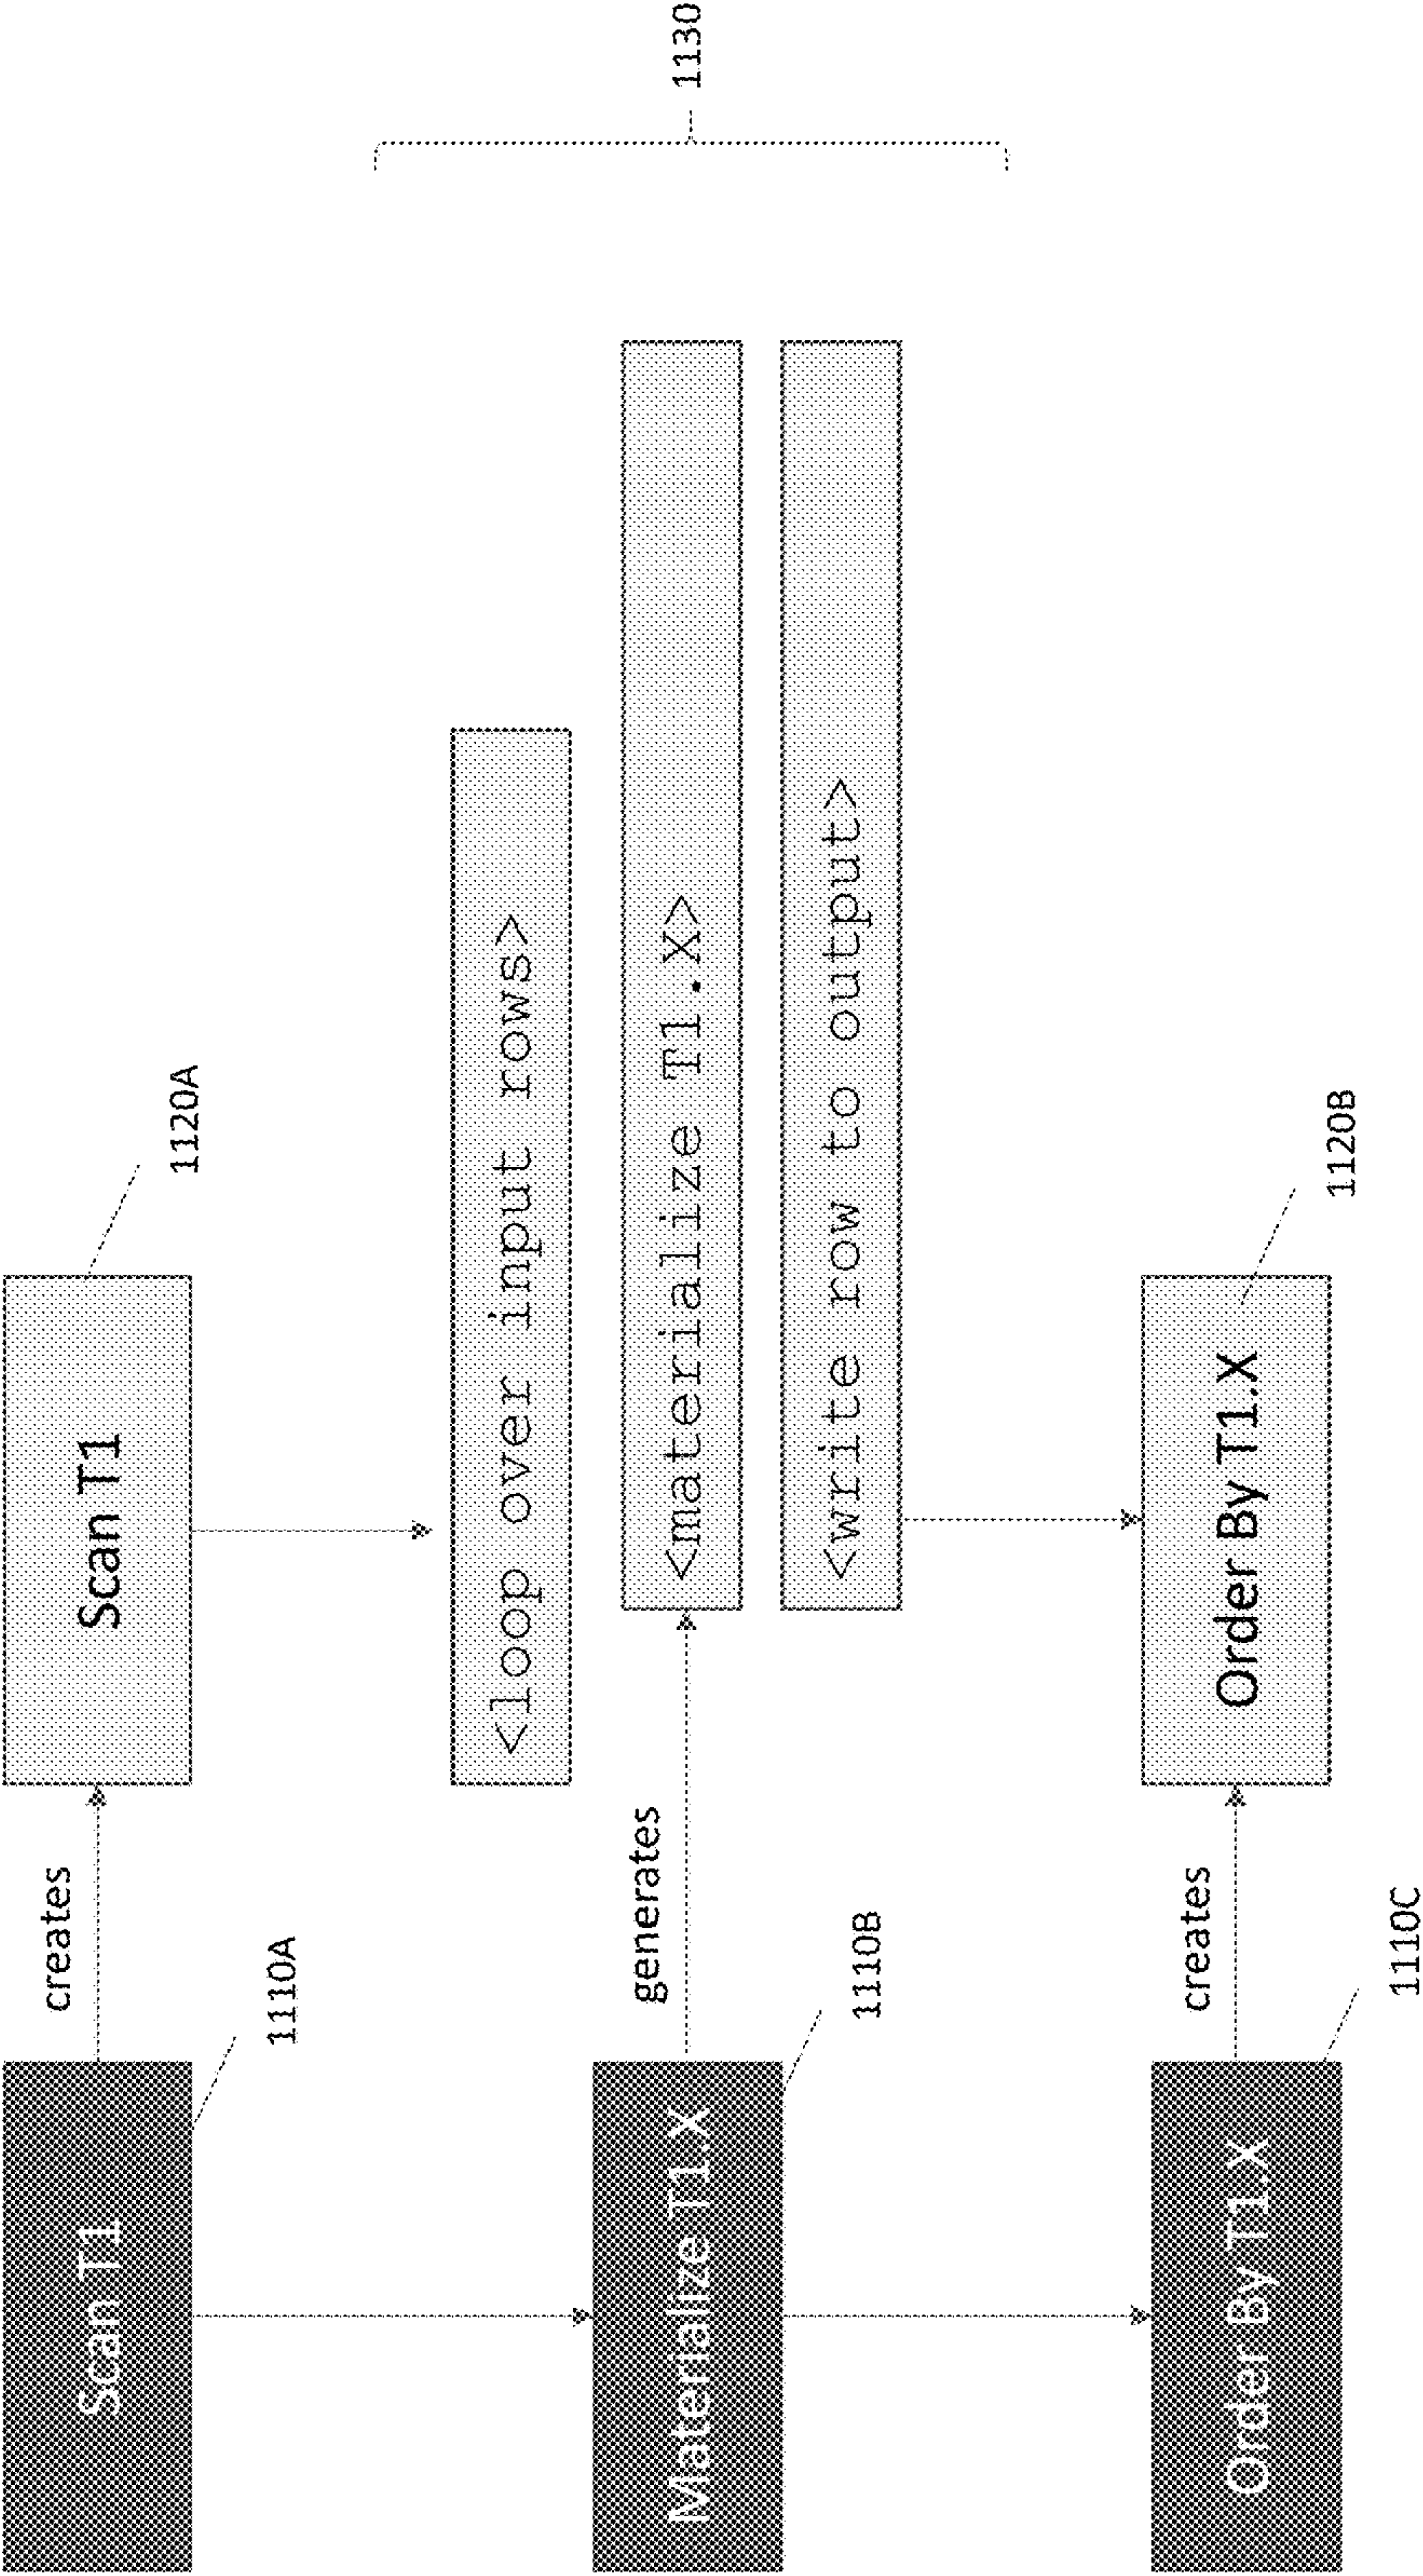 Scan T1
creates
Scan T1
1110A
1120A
<loop over input rows>
1130
Materialize T1.X
generates
<materialize T1.X>
1110B
<write row to output>
Order By T1.X
creates
Order By T1.X
1110C
1120B